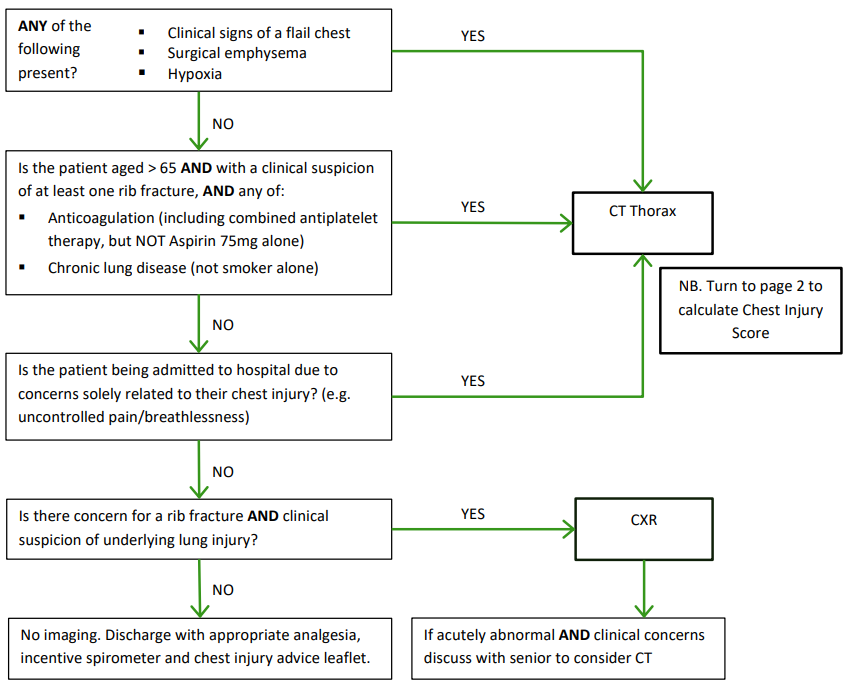 ANY of the
following
present?
▪ Clinical signs of a flail chest
▪ Surgical emphysema
▪ Hypoxia
YES
NO
Is the patient aged > 65 AND with a clinical suspicion
of at least one rib fracture, AND any of:
▪ Anticoagulation (including combined antiplatelet
therapy, but NOT Aspirin 75mg alone)
▪ Chronic lung disease (not smoker alone)
YES
CT Thorax
NB. Turn to page 2 to
calculate Chest Injury
Score
NO
Is the patient being admitted to hospital due to
concerns solely related to their chest injury? (e.g.
uncontrolled pain/breathlessness)
YES
NO
Is there concern for a rib fracture AND clinical
suspicion of underlying lung injury?
YES
CXR
NO
No imaging. Discharge with appropriate analgesia,
incentive spirometer and chest injury advice leaflet.
If acutely abnormal AND clinical concerns
discuss with senior to consider CT